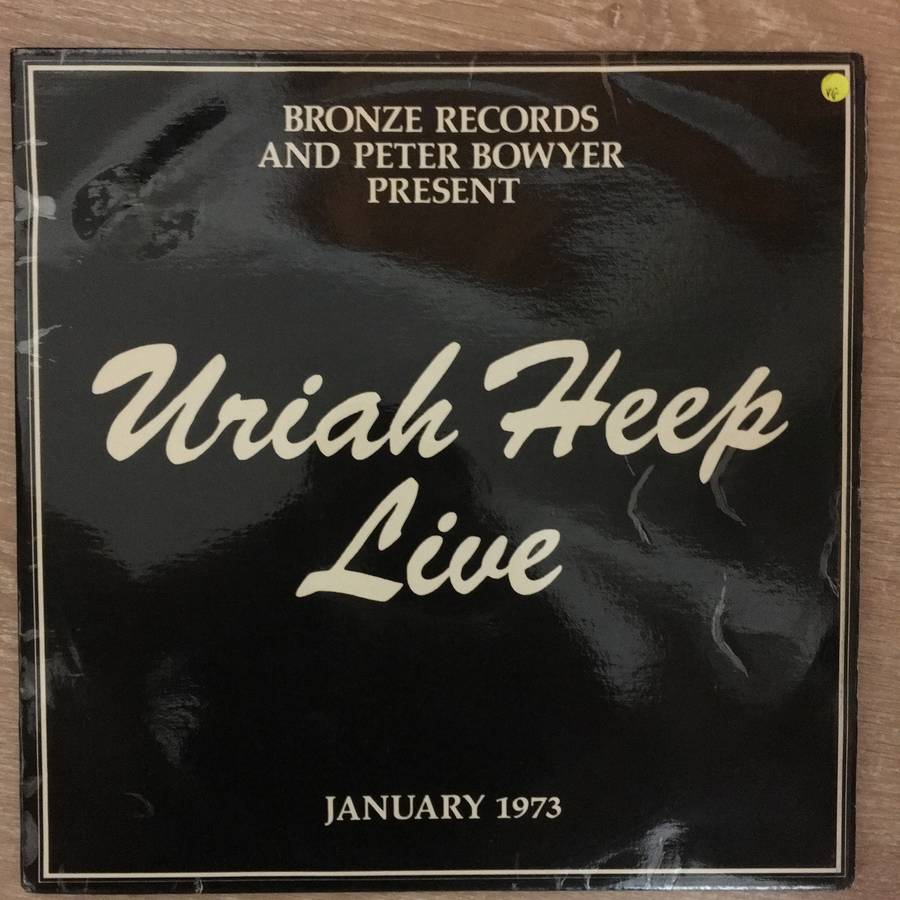 BRONZE RECORDS
AND PETER BOWYER
PRESENT
Uriah Heep
Live
JANUARY 1973